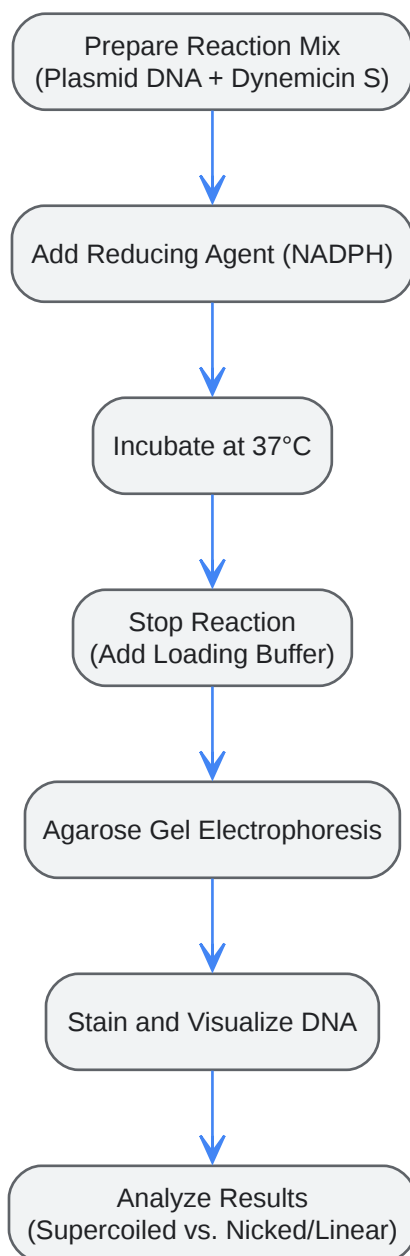 Prepare Reaction Mix
(Plasmid DNA + Dynemicin S)
Add Reducing Agent (NADPH)
Incubate at 37°C
Stop Reaction
(Add Loading Buffer)
Agarose Gel Electrophoresis
Stain and Visualize DNA
Analyze Results
(Supercoiled vs. Nicked/Linear)